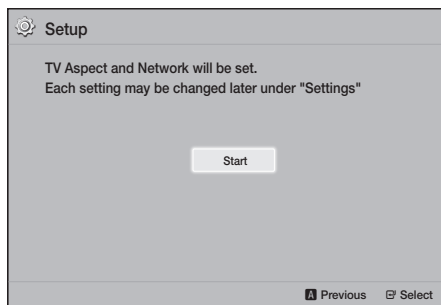 Setup
TV Aspect and Network will be set.
Each setting may be changed later under "Settings"
Start
A Previous Select